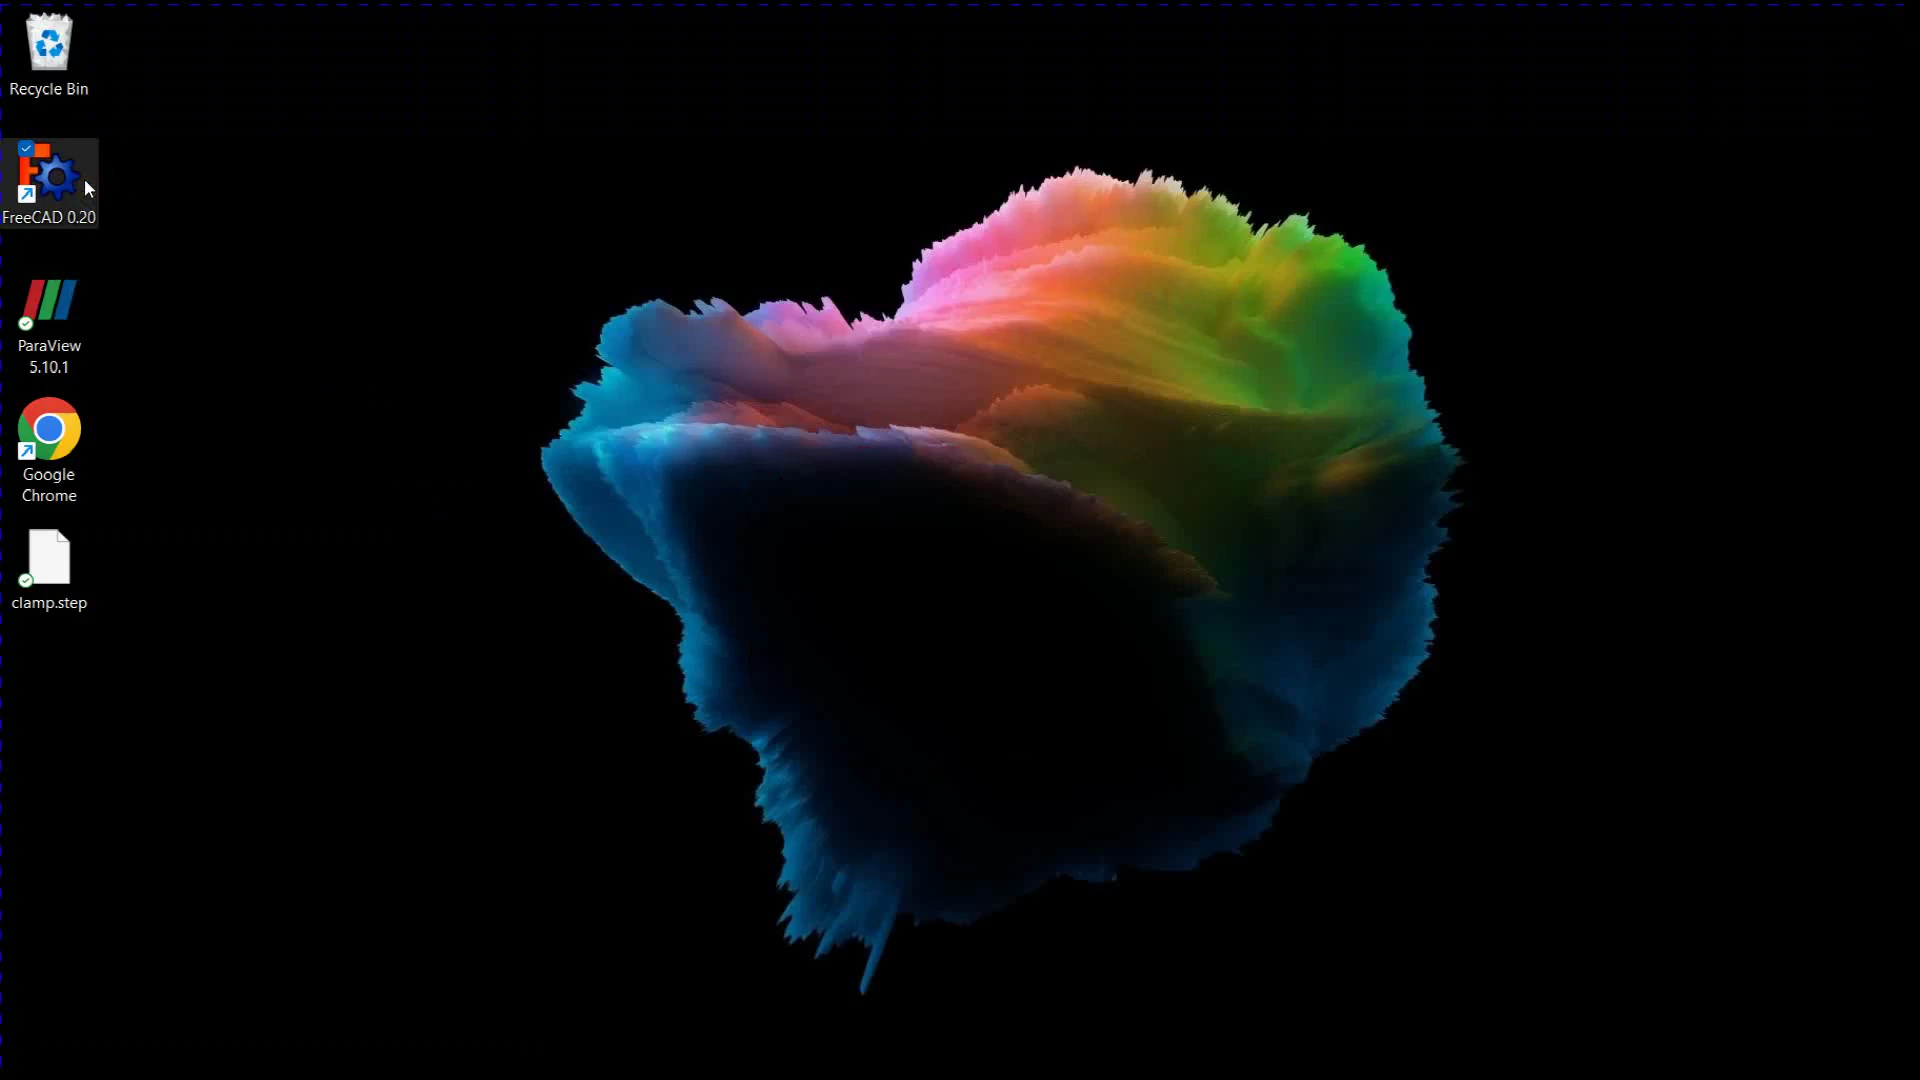 Recycle Bin
FreeCAD 0.20
ParaView
5.10.1
Google
Chrome
clamp.step